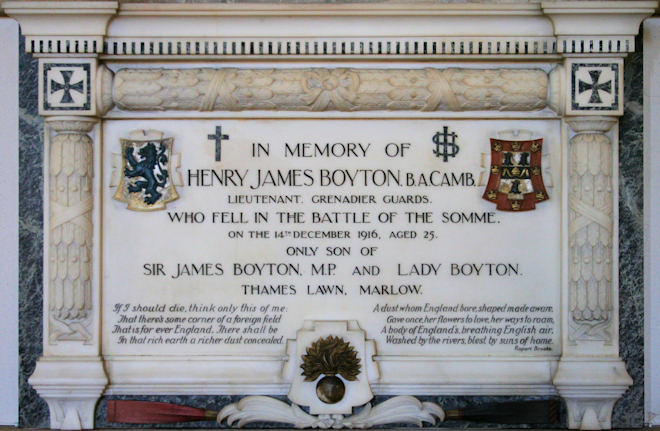 IN MEMORY OF
IHS
HENRY JAMES BOYTON. B.A. CAMB.
LIEUTENANT. GRENADIER GUARDS.
WHO FELL IN THE BATTLE OF THE SOMME.
ON THE 14TH DECEMBER 1916, AGED 25.
ONLY SON OF
SIR JAMES BOYTON, M.P. AND LADY BOYTON.
THAMES LAWN, MARLOW.
If I should die, think only this of me:
That there's some corner of a foreign field
That is for ever England. There shall be
In that rich earth a richer dust concealed.
A dust whom England bore, shaped made aware,
Gave once, her flowers to love, her ways to roam,
A body of England's, breathing English air.
Washed by the rivers, blest by suns of home.
Rupert Brooke.